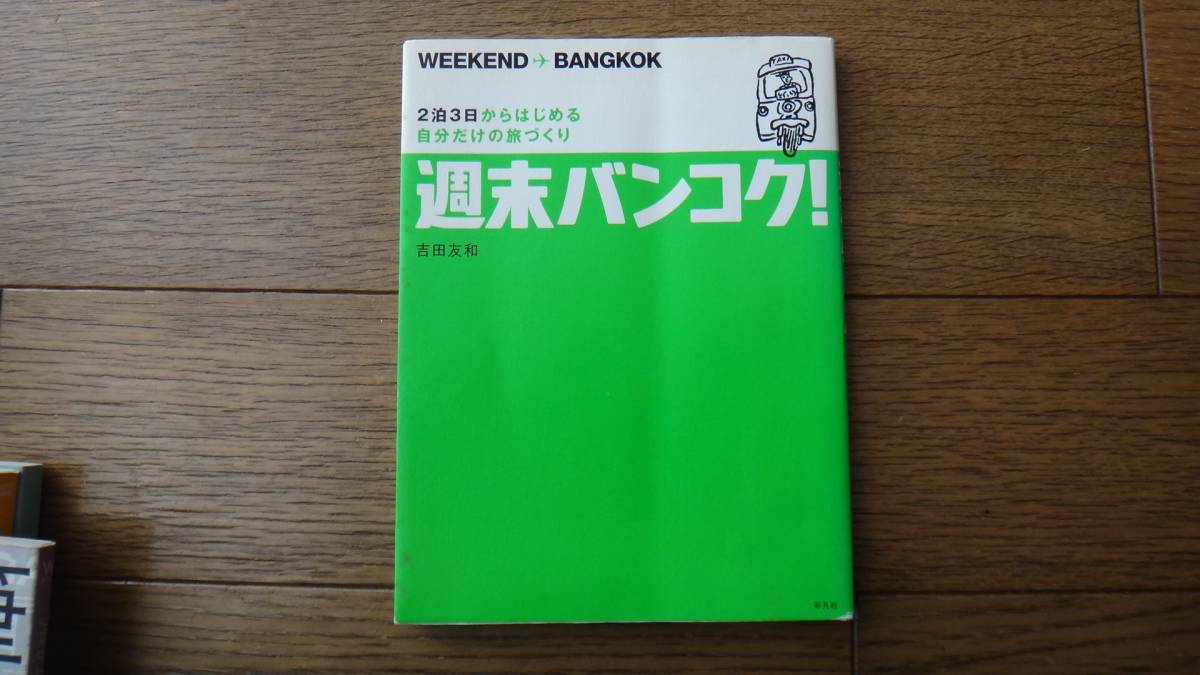 WEEKEND✈BANGKOK
TAXI
2泊3日からはじめる
自分だけの旅づくり
週末バンコク!
吉田友和
平凡社